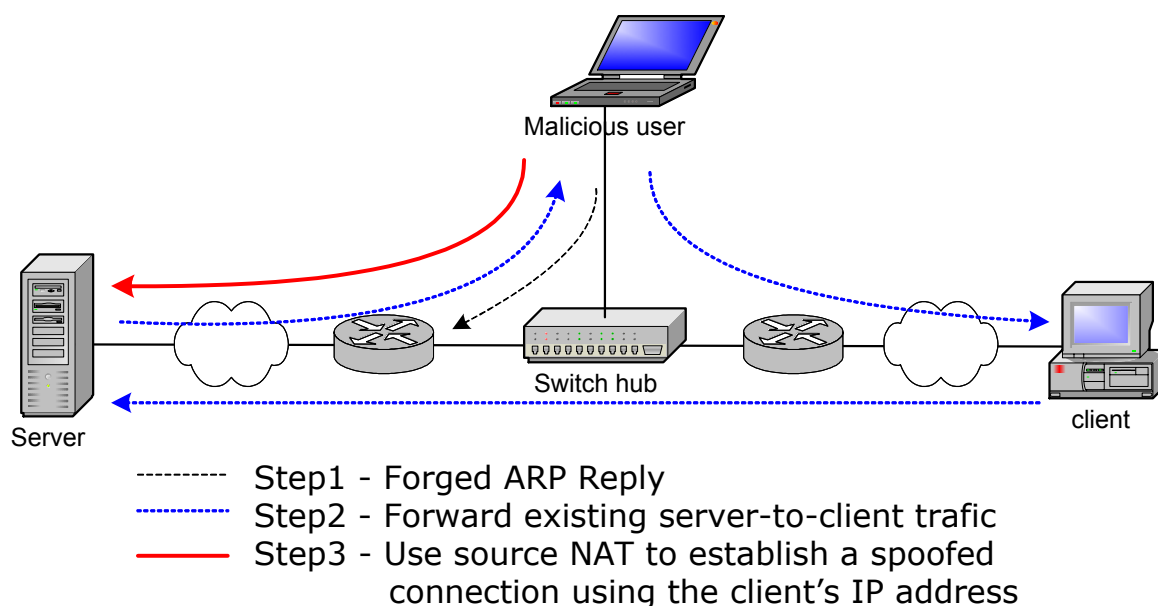 Malicious user
Switch hub
Server
client
Step1 - Forged ARP Reply
Step2 - Forward existing server-to-client trafic
Step3 - Use source NAT to establish a spoofed
connection using the client's IP address